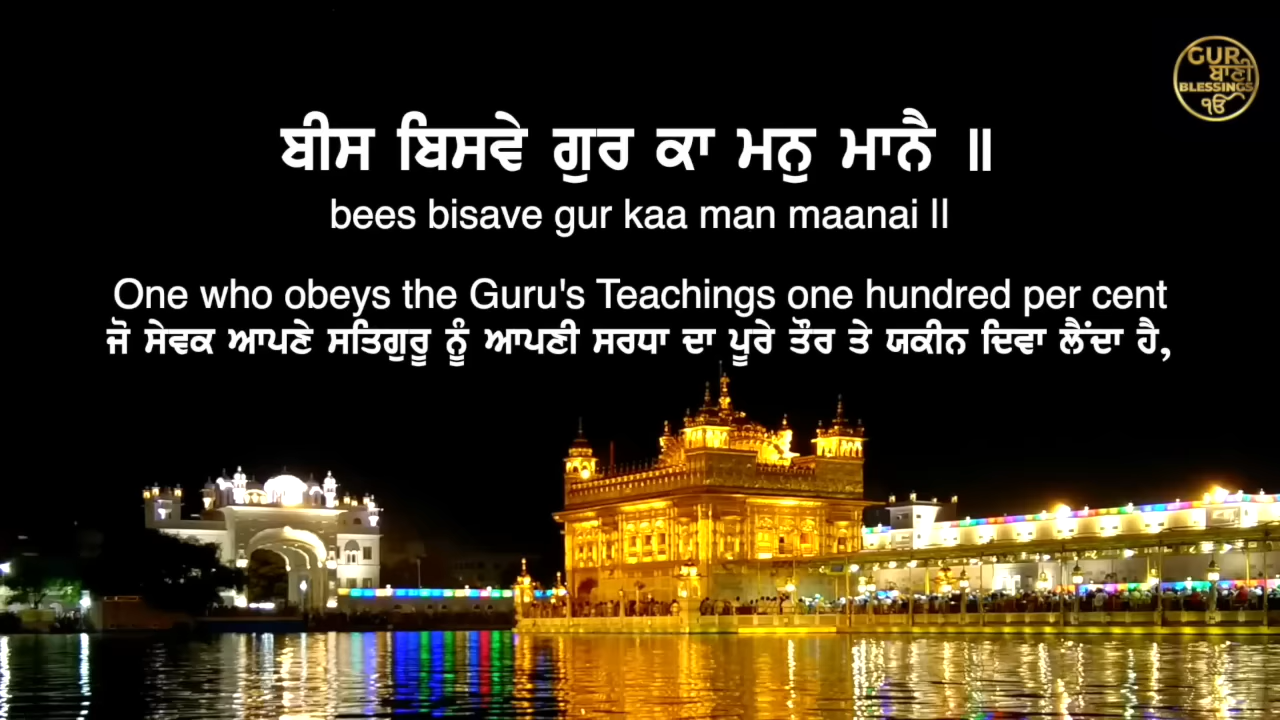 GUR
ਬਾਣੀ
BLESSINGS
ੴ
ਬੀਸ ਬਿਸਵੇ ਗੁਰ ਕਾ ਮਨੁ ਮਾਨੈ ॥
bees bisave gur kaa man maanai ||
One who obeys the Guru's Teachings one hundred per cent
ਜੋ ਸੇਵਕ ਆਪਣੇ ਸਤਿਗੁਰੂ ਨੂੰ ਆਪਣੀ ਸਰਧਾ ਦਾ ਪੂਰੇ ਤੌਰ ਤੇ ਯਕੀਨ ਦਿਵਾ ਲੈਂਦਾ ਹੈ,